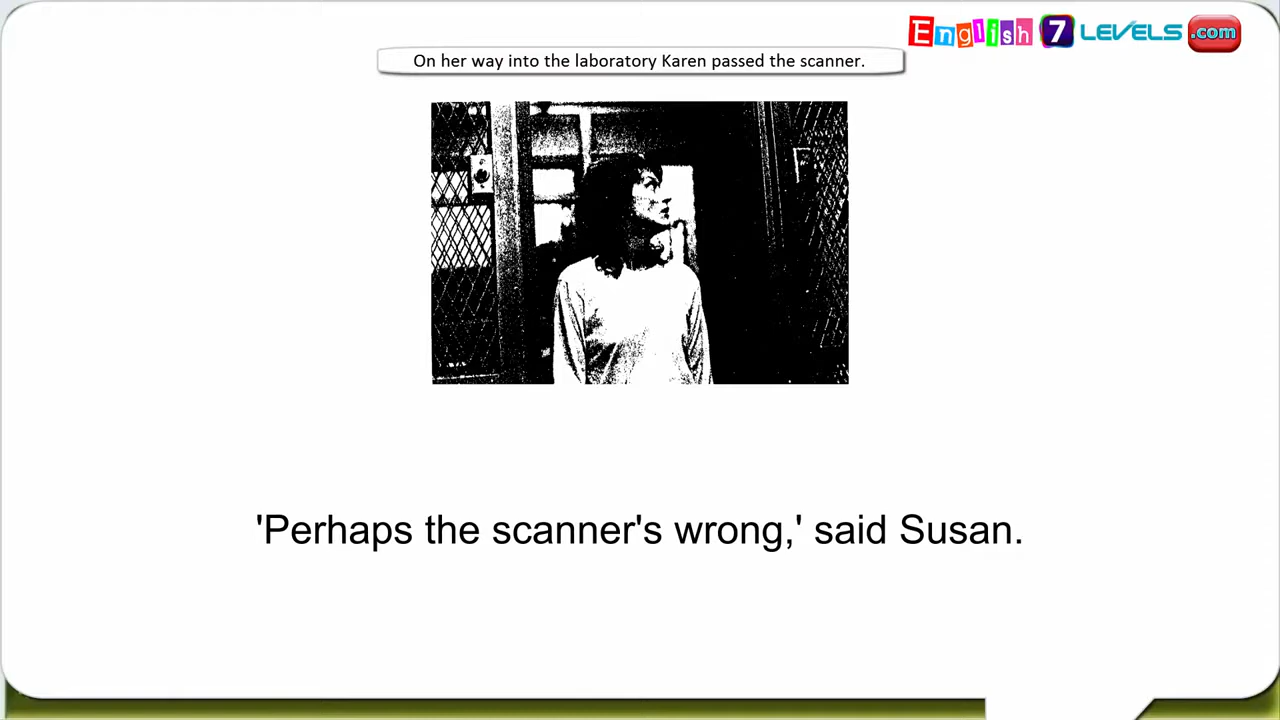 English 7 LEVELS .com
On her way into the laboratory Karen passed the scanner.
'Perhaps the scanner's wrong,' said Susan.